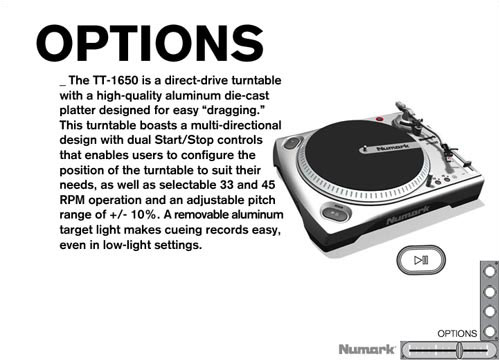 OPTIONS
_ The TT-1650 is a direct-drive turntable
with a high-quality aluminum die-cast
platter designed for easy “dragging.”
This turntable boasts a multi-directional
design with dual Start/Stop controls
that enables users to configure the
position of the turntable to suit their
needs, as well as selectable 33 and 45
RPM operation and an adjustable pitch
range of +/- 10%. A removable aluminum
target light makes cueing records easy,
even in low-light settings.
Numark
Numark
OPTIONS
Numark